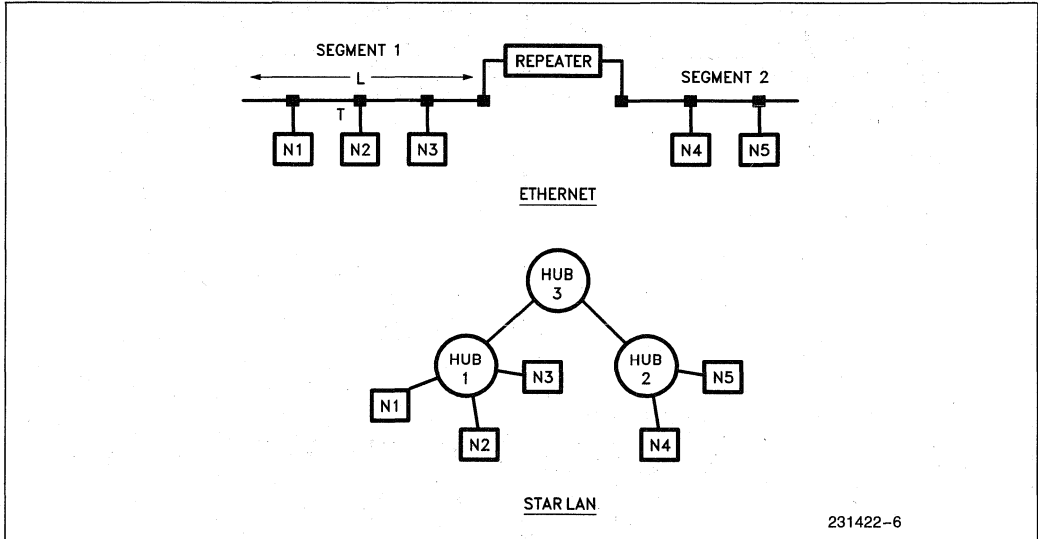 SEGMENT 1
L
REPEATER
SEGMENT 2
T
N1
N2
N3
N4
N5
ETHERNET
HUB
3
HUB
1
HUB
2
N3
N5
N1
N2
N4
STAR LAN
231422-6